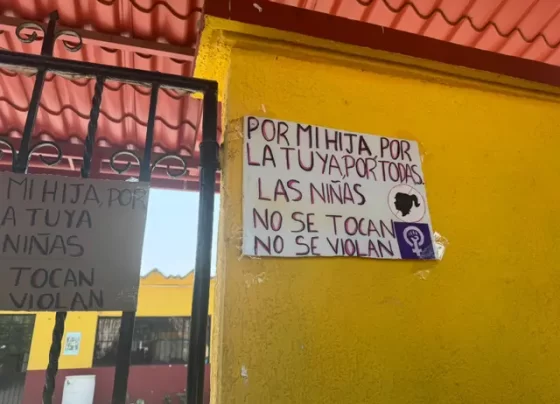 MI HIJA, POR
A TUYA
NIÑAS
TOCAN
VIOLAN
POR MI HIJA, POR
LA TUYA, POR TODAS.
LAS NIÑAS
NO SE TOCAN
NO SE VIOLAN